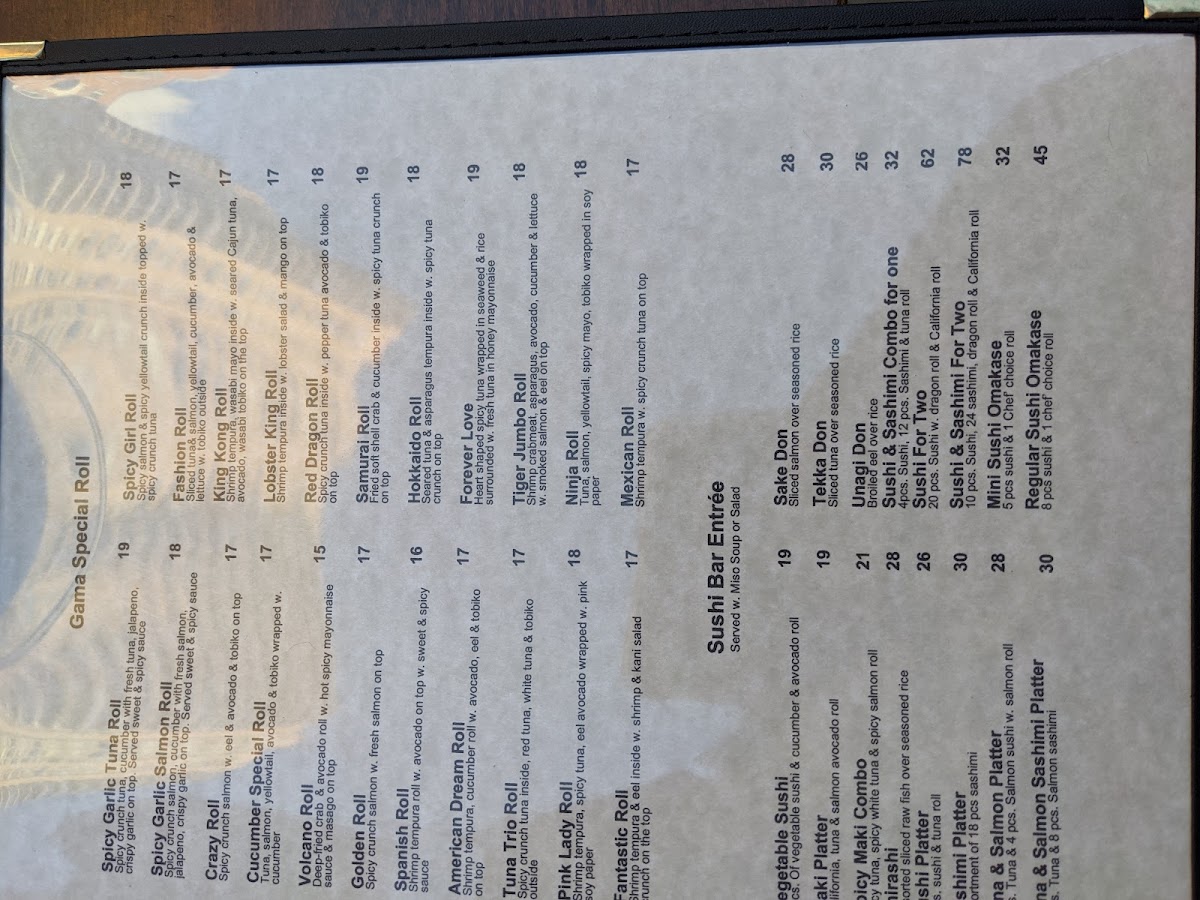 Gama Special Roll
Spicy Garlic Tuna Roll 19
Spicy crunch tuna, cucumber with fresh tuna, jalapeno,
crispy garlic on top. Served sweet & spicy sauce
Spicy Garlic Salmon Roll 18
Spicy crunch salmon, cucumber with fresh salmon,
jalapeno, crispy garlic on top. Served sweet & spicy sauce
Crazy Roll 17
Spicy crunch salmon w. eel & avocado & tobiko on top
Cucumber Special Roll 17
Tuna, salmon, yellowtail, avocado & tobiko wrapped w.
cucumber
Volcano Roll 15
Deep-fried crab & avocado roll w. hot spicy mayonnaise
sauce & masago on top
Golden Roll 17
Spicy crunch salmon w. fresh salmon on top
Spanish Roll 16
Shrimp tempura roll w. avocado on top w. sweet & spicy
sauce
American Dream Roll 17
Shrimp tempura, cucumber roll w. avocado, eel & tobiko
on top
Tuna Trio Roll 17
Spicy crunch tuna inside, red tuna, white tuna & tobiko
outside
Pink Lady Roll 18
Shrimp tempura, spicy tuna, eel avocado wrapped w. pink
soy paper
Fantastic Roll 17
Shrimp tempura & eel inside w. shrimp & kani salad
crunch on the top
Spicy Girl Roll 18
Spicy salmon & spicy yellowtail crunch inside topped w.
spicy crunch tuna
Fashion Roll 17
Sliced tuna& salmon, yellowtail, cucumber, avocado &
lettuce w. tobiko outside
King Kong Roll 17
Shrimp tempura, wasabi mayo inside w. seared Cajun tuna,
avocado, wasabi tobiko on the top
Lobster King Roll 17
Shrimp tempura inside w. lobster salad & mango on top
Red Dragon Roll 18
Spicy crunch tuna inside w. pepper tuna avocado & tobiko
on top
Samurai Roll 19
Fried soft shell crab & cucumber inside w. spicy tuna crunch
on top
Hokkaido Roll 18
Seared tuna & asparagus tempura inside w. spicy tuna
crunch on top
Forever Love 19
Heart shaped spicy tuna wrapped in seaweed & rice
surrounded w. fresh tuna in honey mayonnaise
Tiger Jumbo Roll 18
Shrimp crabmeat, asparagus, avocado, cucumber & lettuce
w. smoked salmon & eel on top
Ninja Roll 18
Tuna, salmon, yellowtail, spicy mayo, tobiko wrapped in soy
paper
Mexican Roll 17
Shrimp tempura w. spicy crunch tuna on top
Sushi Bar Entrée
Served w. Miso Soup or Salad
egetable Sushi 19
cs. Of vegetable sushi & cucumber & avocado roll
aki Platter 19
lifornia, tuna & salmon avocado roll
picy Maki Combo 21
cy tuna, spicy white tuna & spicy salmon roll
hirashi 28
sorted sliced raw fish over seasoned rice
ushi Platter 26
s. sushi & tuna roll
shimi Platter 30
ortment of 18 pcs sashimi
na & Salmon Platter 28
s. Tuna & 4 pcs. Salmon sushi w. salmon roll
na & Salmon Sashimi Platter 30
s. Tuna & 8 pcs. Salmon sashimi
Sake Don 28
Sliced salmon over seasoned rice
Tekka Don 30
Sliced tuna over seasoned rice
Unagi Don 26
Broiled eel over rice
Sushi & Sashimi Combo for one 32
4pcs. Sushi, 12 pcs. Sashimi & tuna roll
Sushi For Two 62
20 pcs. Sushi w. dragon roll & California roll
Sushi & Sashimi For Two 78
10 pcs. Sushi, 24 sashimi, dragon roll & California roll
Mini Sushi Omakase 32
5 pcs sushi & 1 Chef' choice roll
Regular Sushi Omakase 45
8 pcs sushi & 1 chef' choice roll